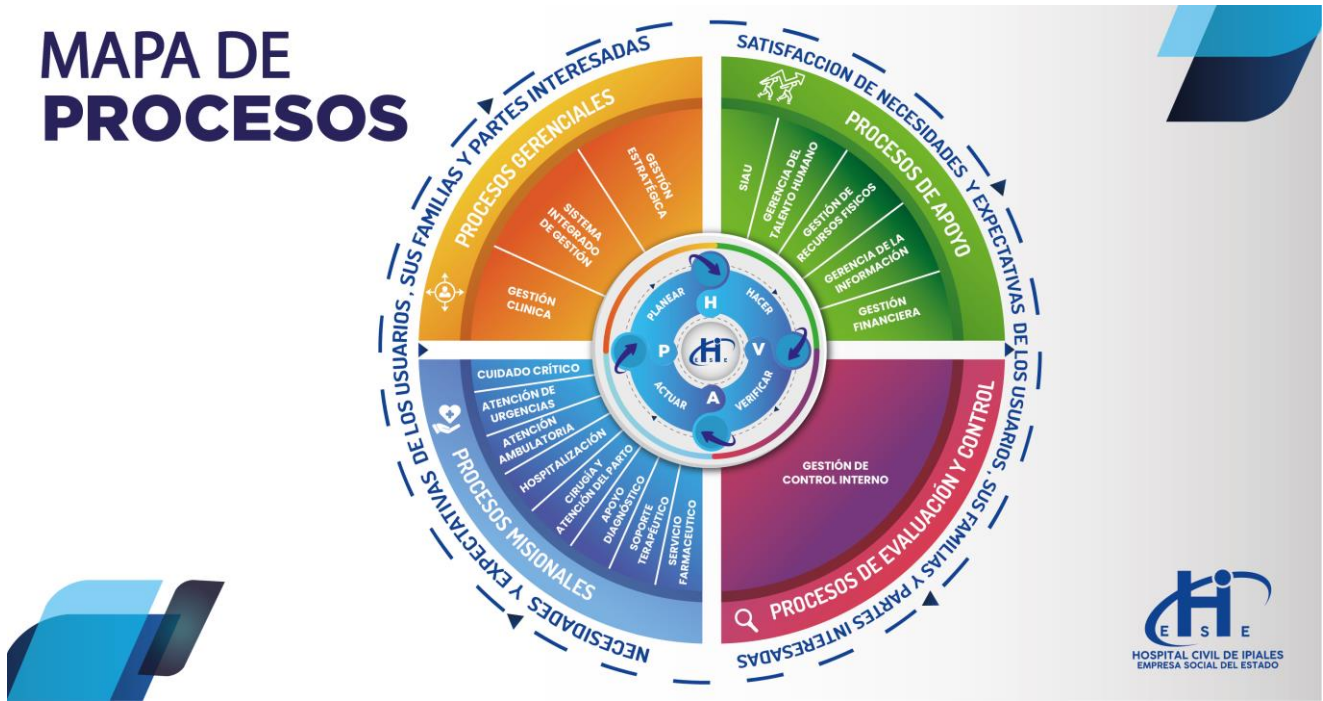 MAPA DE
PROCESOS
NECESIDADES Y EXPECTATIVAS DE LOS USUARIOS , SUS FAMILIAS Y PARTES INTERESADAS
SATISFACCION DE NECESIDADES Y EXPECTATIVAS DE LOS USUARIOS , SUS FAMILIAS Y PARTES INTERESADAS
PROCESOS GERENCIALES
GESTIÓN
ESTRATÉGICA
SISTEMA
INTEGRADO
DE GESTIÓN
GESTIÓN
CLINICA
PROCESOS DE APOYO
SIAU
GERENCIA DEL
TALENTO HUMANO
GESTIÓN DE
RECURSOS FISICOS
GERENCIA DE LA
INFORMACIÓN
GESTIÓN
FINANCIERA
PLANEAR
H
HACER
P
HI
E S E
V
ACTUAR
A
VERIFICAR
PROCESOS MISIONALES
CUIDADO CRÍTICO
ATENCIÓN DE
URGENCIAS
ATENCIÓN
AMBULATORIA
HOSPITALIZACIÓN
CIRUGÍA Y
ATENCIÓN DEL PARTO
APOYO
DIAGNÓSTICO
SOPORTE
TERAPÉUTICO
SERVICIO
FARMACEUTICO
PROCESOS DE EVALUACIÓN Y CONTROL
GESTIÓN DE
CONTROL INTERNO
Hi
E S E
HOSPITAL CIVIL DE IPIALES
EMPRESA SOCIAL DEL ESTADO